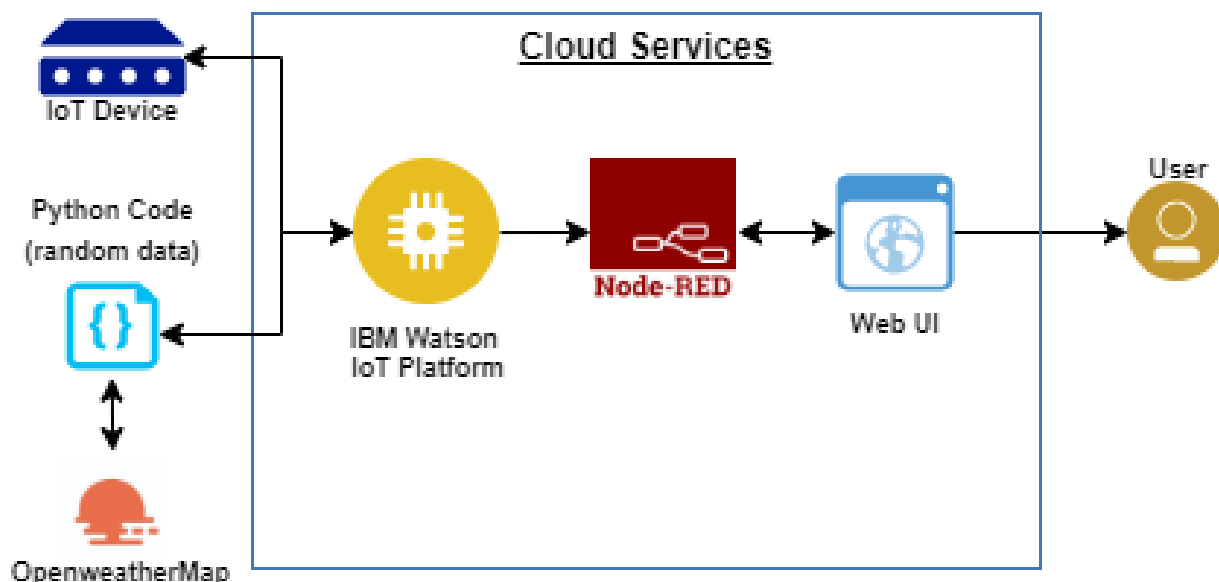 Cloud Services
IoT Device
Python Code
(random data)
{}
OpenweatherMap
IBM Watson
IoT Platform
Node-RED
Web UI
User